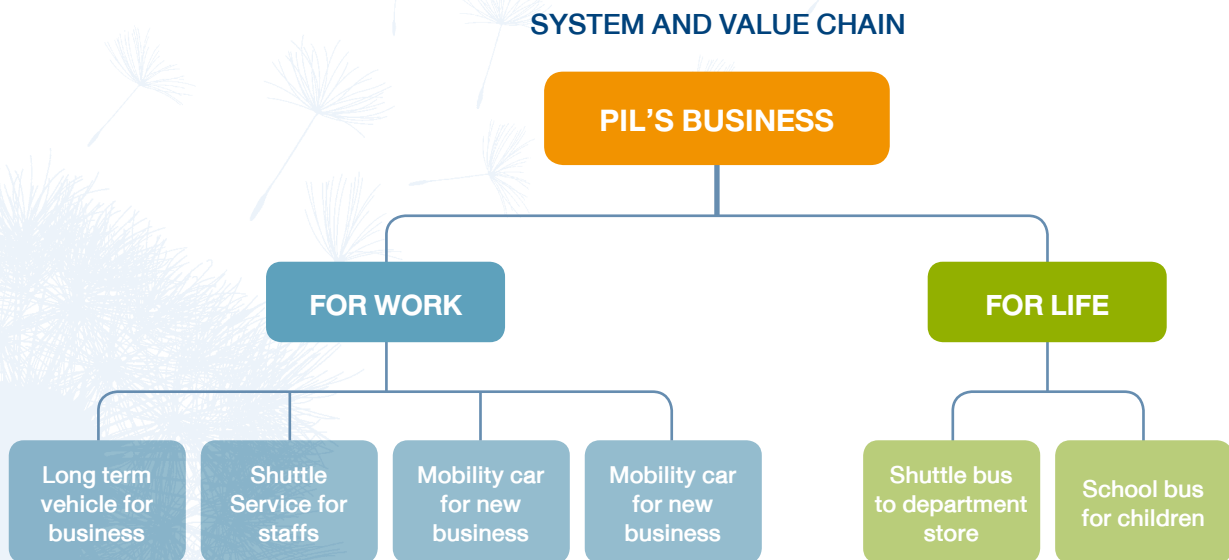 SYSTEM AND VALUE CHAIN
PIL'S BUSINESS
FOR WORK
FOR LIFE
Long term
vehicle for
business
Shuttle
Service for
staffs
Mobility car
for new
business
Mobility car
for new
business
Shuttle bus
to department
store
School bus
for children